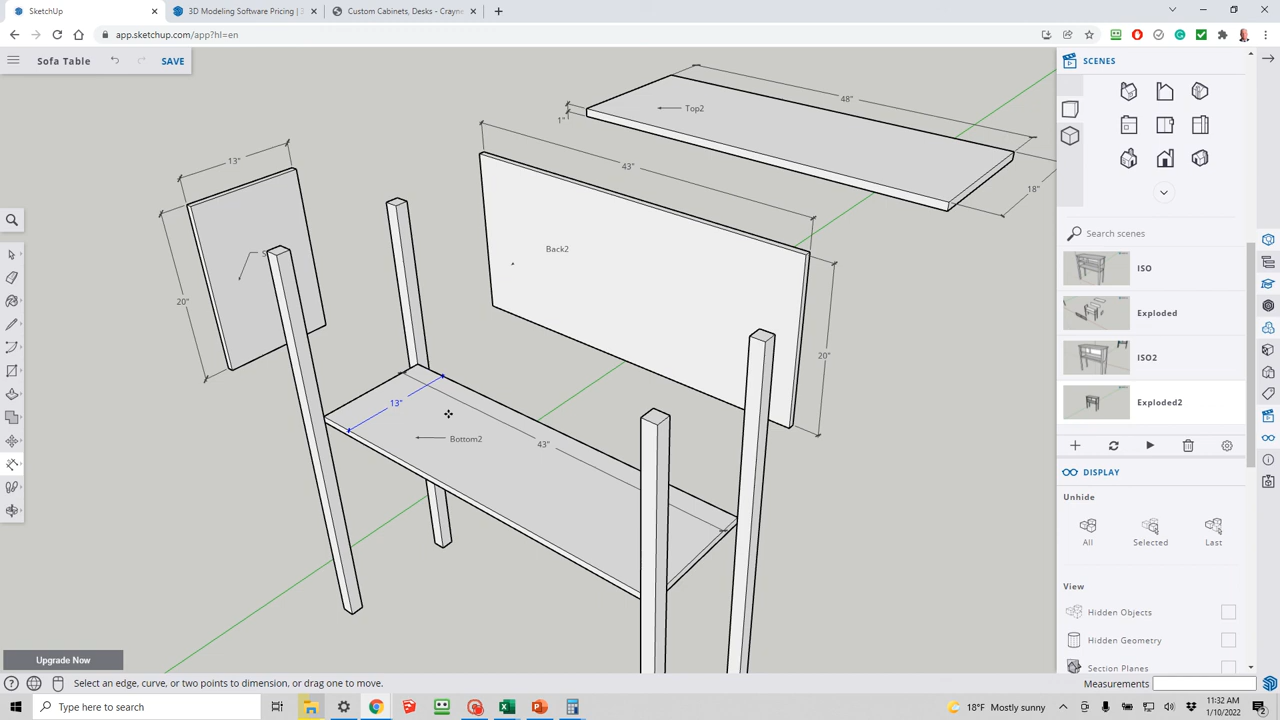 SketchUp
3D Modeling Software Pricing | 3
Custom Cabinets, Desks - Crayne
app.sketchup.com/app?hl=en
Sofa Table
SAVE
SCENES
Search scenes
ISO
Exploded
ISO2
Exploded2
DISPLAY
Unhide
All
Selected
Last
View
Hidden Objects
Hidden Geometry
Section Planes
48"
Top2
1"
18"
43"
Back2
20"
13"
20"
13"
Bottom2
43"
Upgrade Now
Select an edge, curve, or two points to dimension, or drag one to move.
Measurements
Type here to search
18°F Mostly sunny
11:32 AM
1/10/2022
2